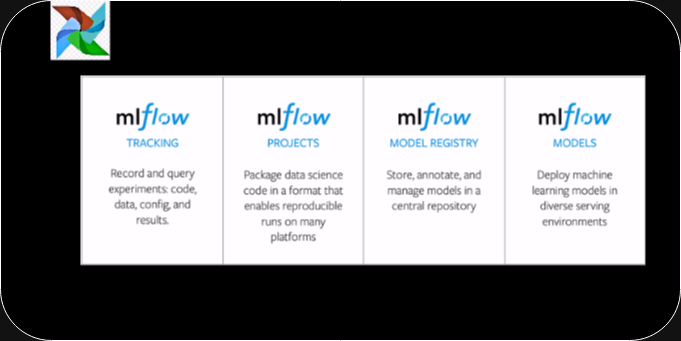 mlflow
TRACKING
Record and query
experiments: code,
data, config, and
results.
mlflow
PROJECTS
Package data science
code in a format that
enables reproducible
runs on many
platforms
mlflow
MODEL REGISTRY
Store, annotate, and
manage models in a
central repository
mlflow
MODELS
Deploy machine
learning models in
diverse serving
environments